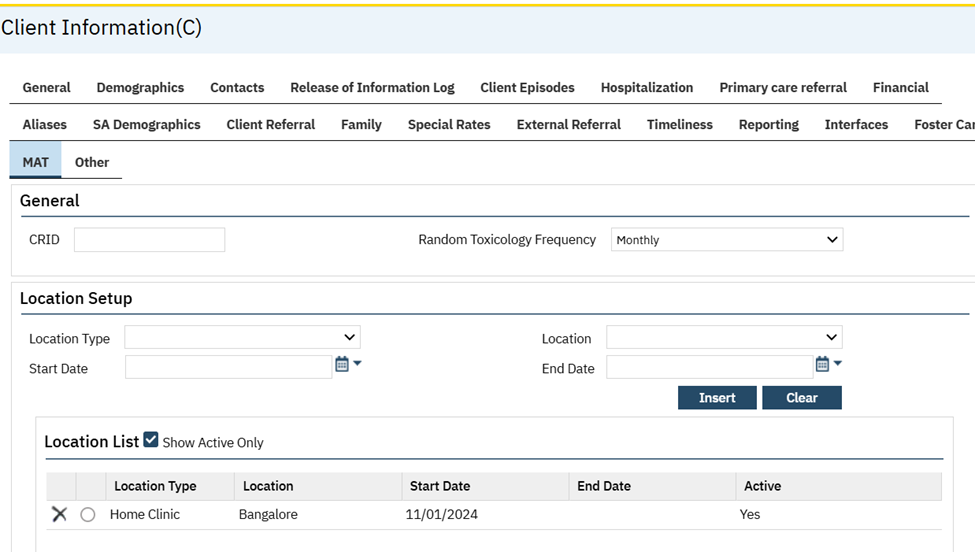 Client Information(C)
General Demographics Contacts Release of Information Log Client Episodes Hospitalization Primary care referral Financial
Aliases SA Demographics Client Referral Family Special Rates External Referral Timeliness Reporting Interfaces Foster Car
MAT Other
General
CRID Random Toxicology Frequency Monthly
Location Setup
Location Type Location
Start Date End Date
Insert Clear
Location List Show Active Only
Location Type Location Start Date End Date Active
Home Clinic Bangalore 11/01/2024 Yes